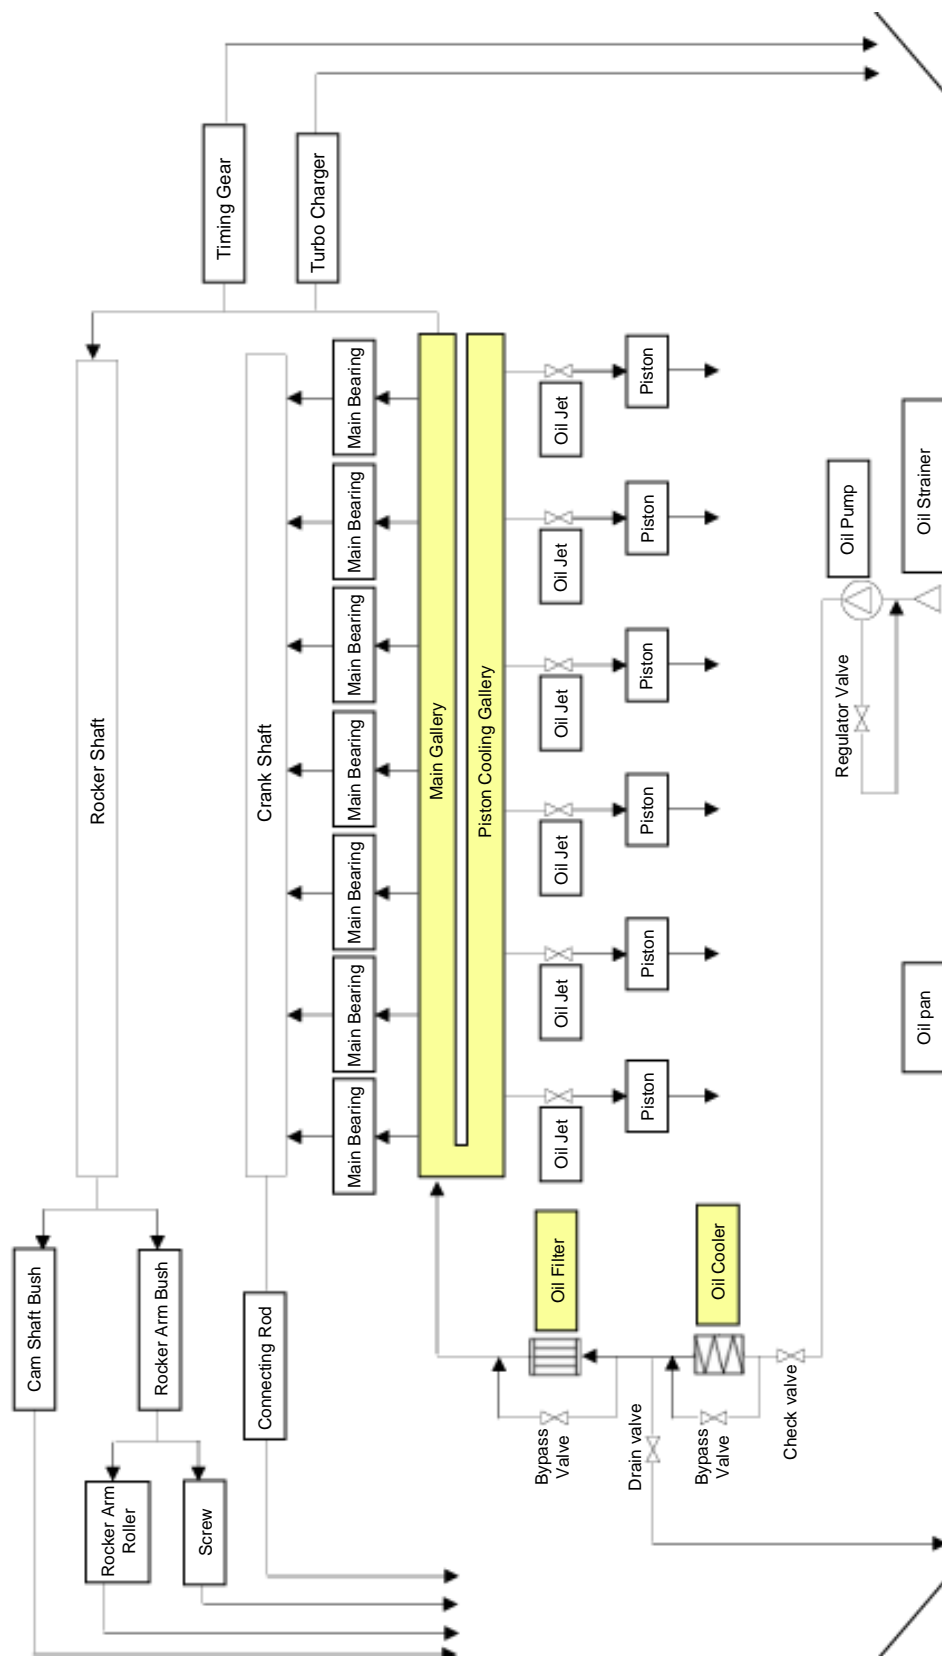 Cam Shaft Bush
Rocker Shaft
Rocker Arm
Roller
Rocker Arm Bush
Screw
Timing Gear
Connecting Rod
Crank Shaft
Turbo Charger
Main Bearing
Main Bearing
Main Bearing
Main Bearing
Main Bearing
Main Bearing
Main Bearing
Main Gallery
Piston Cooling Gallery
Bypass
Valve
Oil Filter
Oil Jet
Oil Jet
Oil Jet
Oil Jet
Oil Jet
Oil Jet
Drain valve
Piston
Piston
Piston
Piston
Piston
Piston
Bypass
Valve
Oil Cooler
Check valve
Regulator Valve
Oil Pump
Oil pan
Oil Strainer